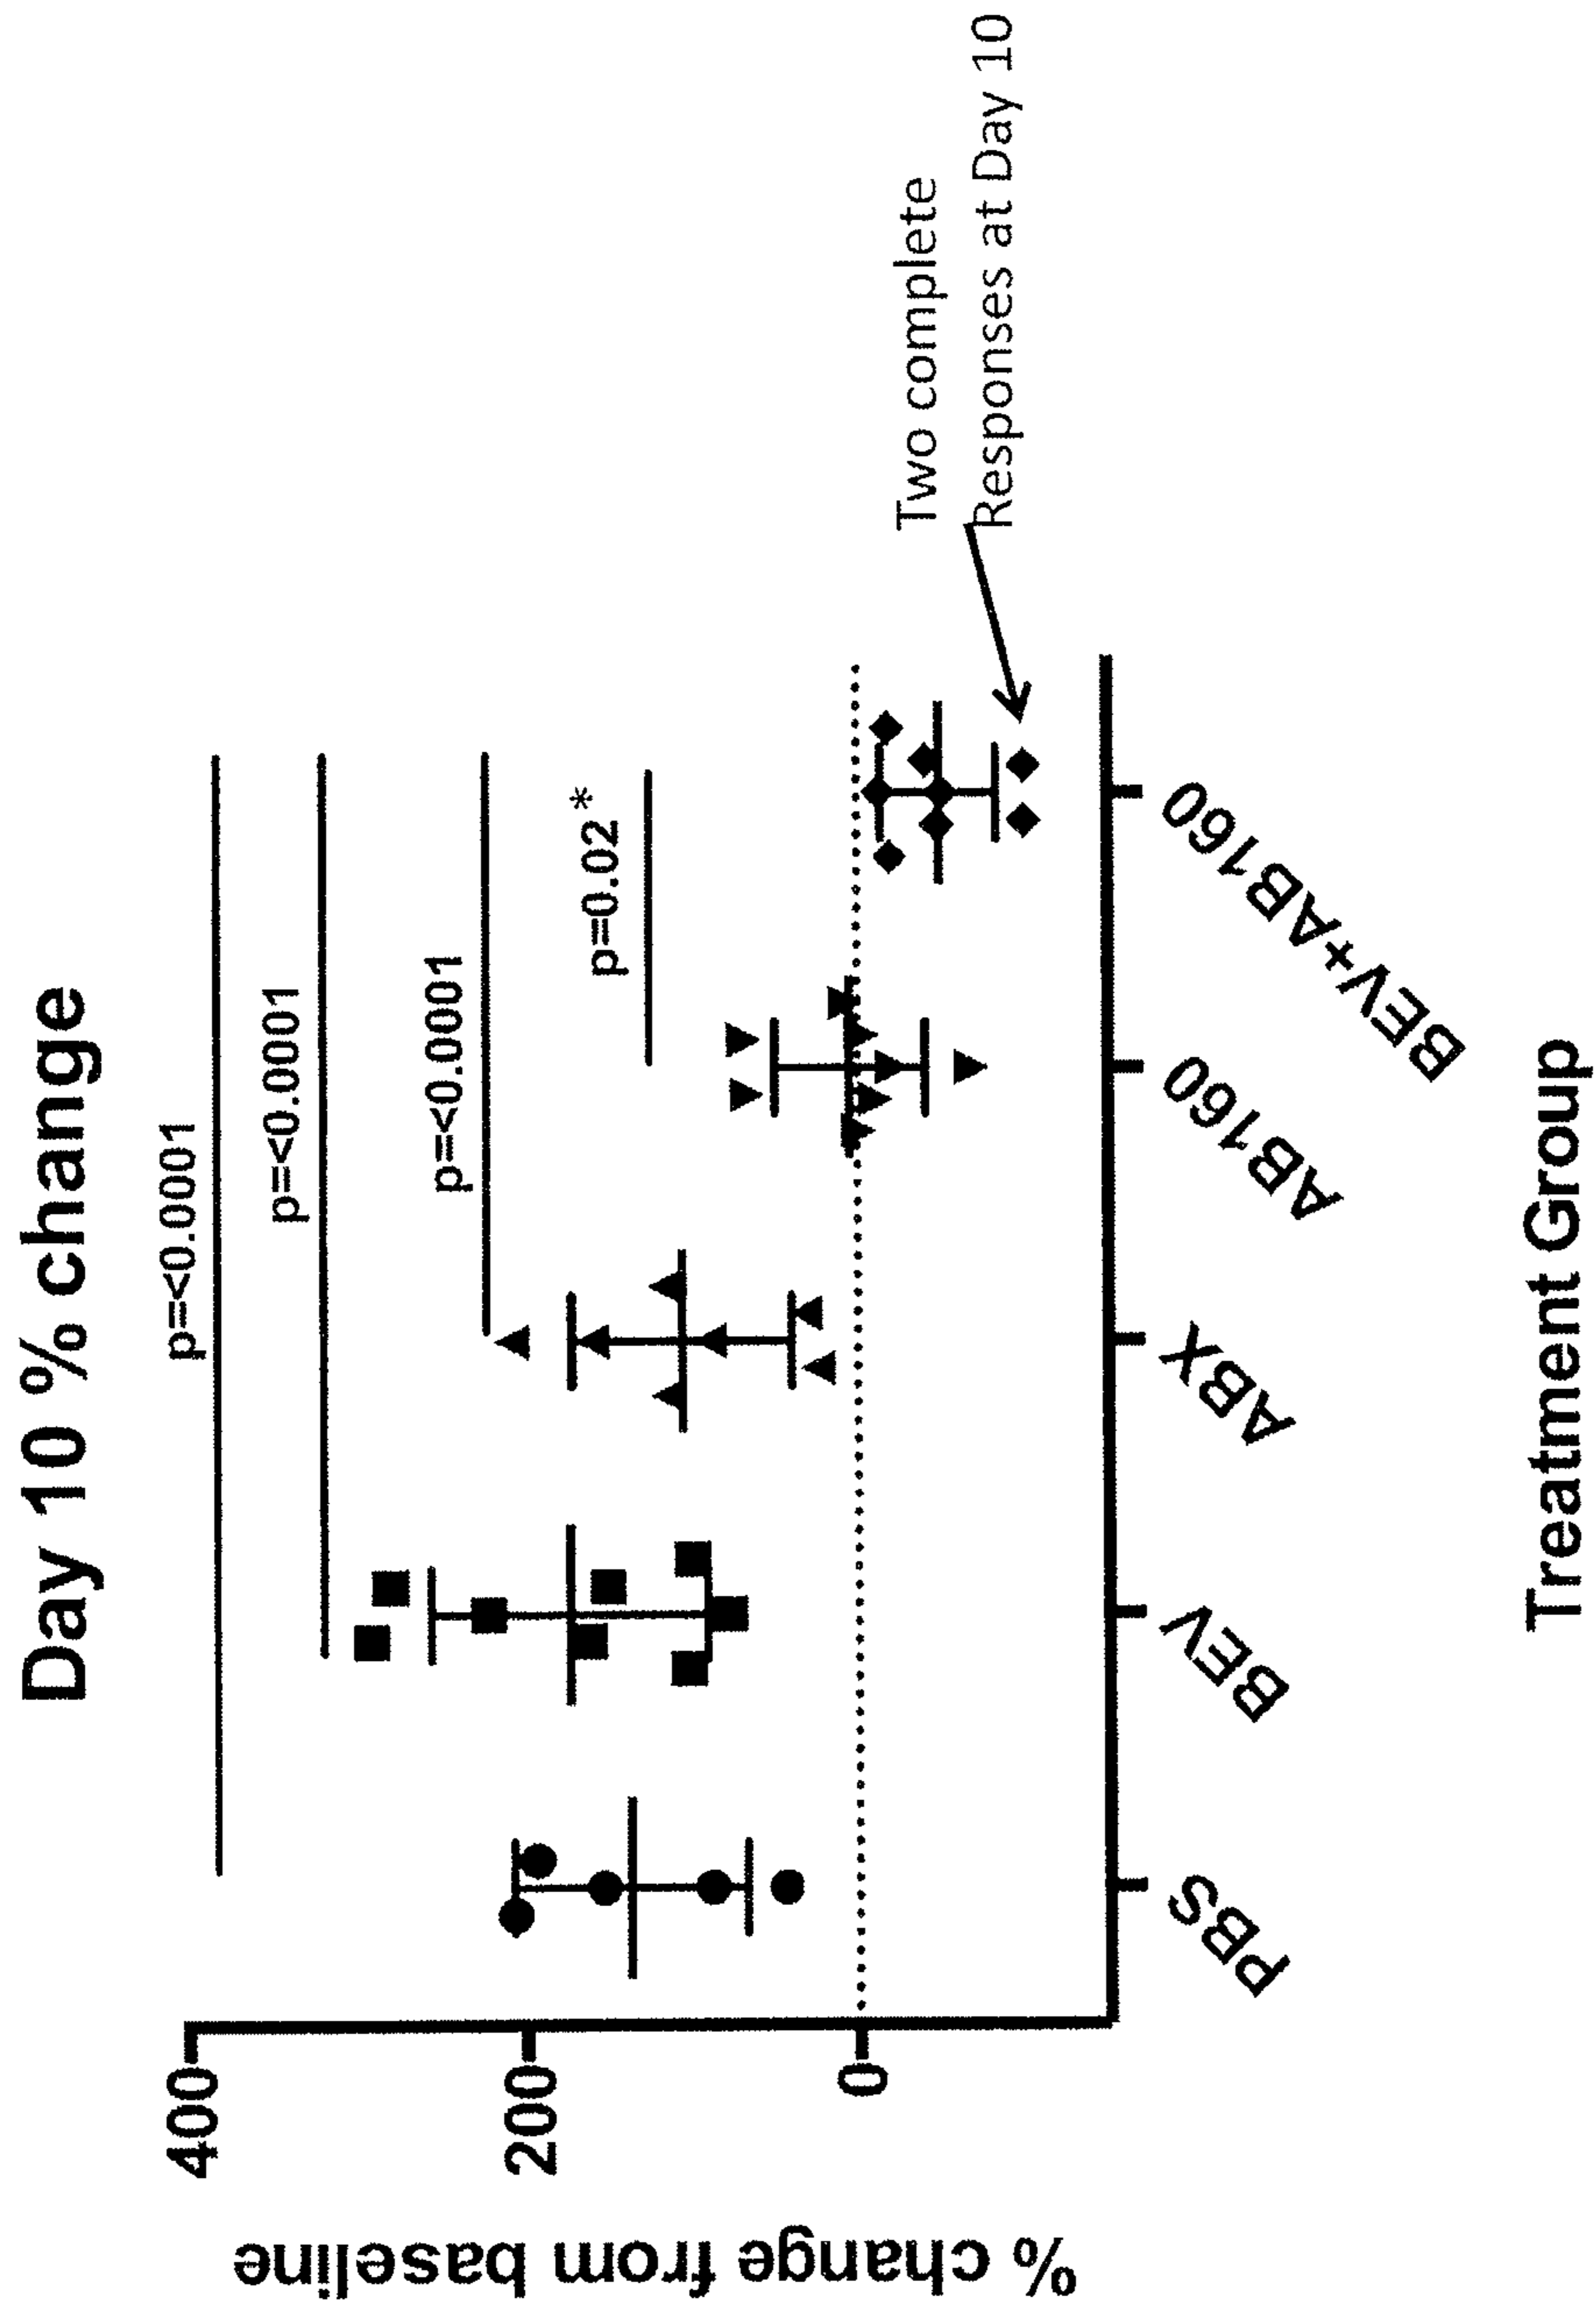 Day 10 % change
p=<0.0001
p=<0.0001
p=<0.0001
p=0.02*
400
200
0
% change from baseline
Two complete
Responses at Day 10
PBS
BEV
ABX
AB160
BEV+AB160
Treatment Group